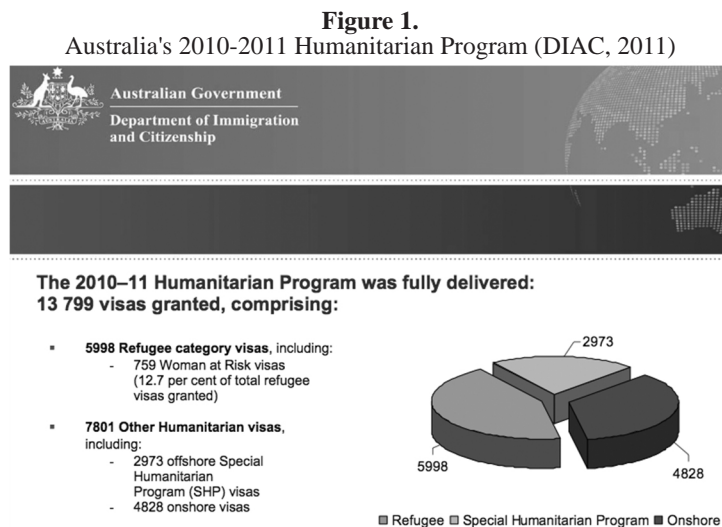 Figure 1.
Australia's 2010-2011 Humanitarian Program (DIAC, 2011)
Australian Government
Department of Immigration
and Citizenship
The 2010–11 Humanitarian Program was fully delivered:
13 799 visas granted, comprising:
▪ 5998 Refugee category visas, including:
- 759 Woman at Risk visas
(12.7 per cent of total refugee
visas granted)
▪ 7801 Other Humanitarian visas,
including:
- 2973 offshore Special
Humanitarian
Program (SHP) visas
- 4828 onshore visas
2973
5998
4828
Refugee Special Humanitarian Program Onshore